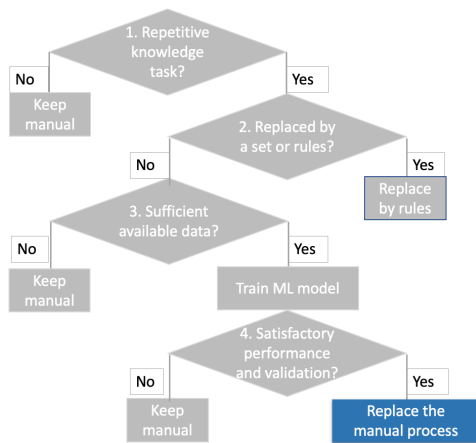 1. Repetitive
knowledge
task?
No
Yes
Keep
manual
2. Replaced by
a set or rules?
No
Yes
Replace
by rules
3. Sufficient
available data?
No
Yes
Keep
manual
Train ML model
4. Satisfactory
performance
and validation?
No
Yes
Keep
manual
Replace the
manual process